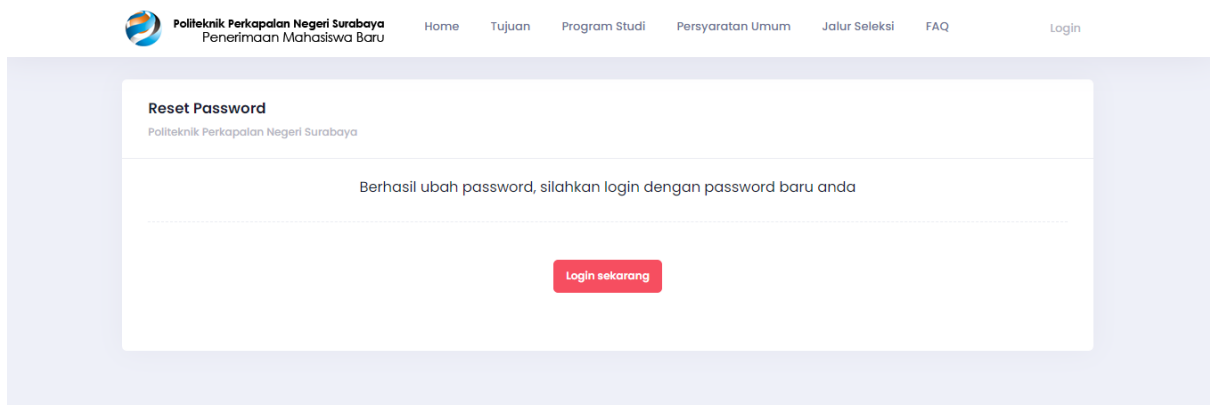 Politeknik Perkapalan Negeri Surabaya
Penerimaan Mahasiswa Baru
Home Tujuan Program Studi Persyaratan Umum Jalur Seleksi FAQ Login
Reset Password
Politeknik Perkapalan Negeri Surabaya
Berhasil ubah password, silahkan login dengan password baru anda
Login sekarang